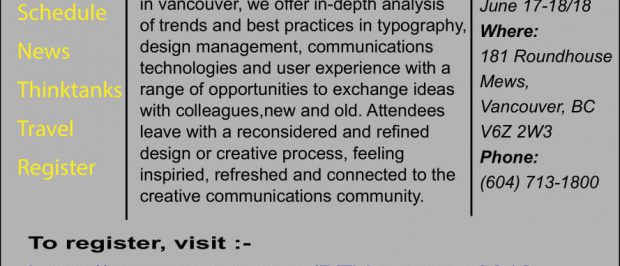 Schedule
News
Thinktanks
Travel
Register
in vancouver, we offer in-depth analysis
of trends and best practices in typography,
design management, communications
technologies and user experience with a
range of opportunities to exchange ideas
with colleagues,new and old. Attendees
leave with a reconsidered and refined
design or creative process, feeling
inspiried, refreshed and connected to the
creative communications community.
June 17-18/18
Where:
181 Roundhouse
Mews,
Vancouver, BC
V6Z 2W3
Phone:
(604) 713-1800
To register, visit :-